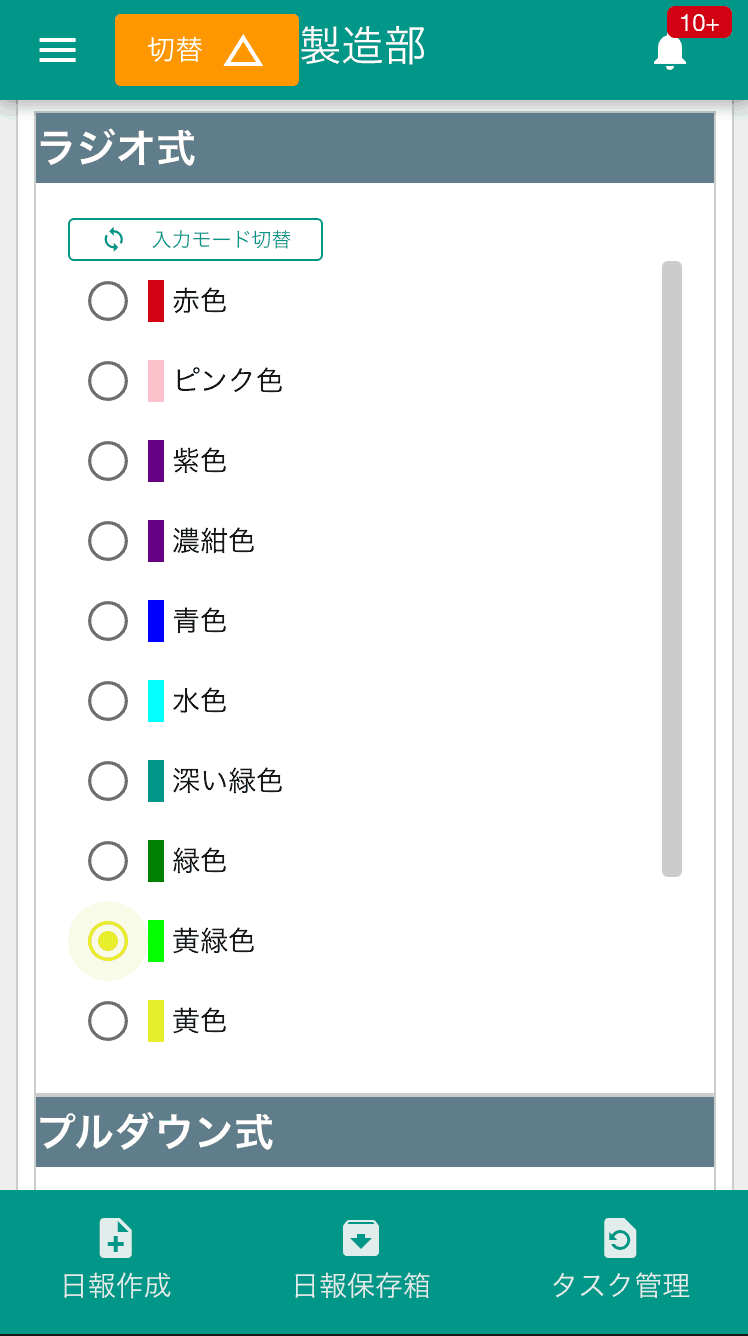 切替
製造部
10+
ラジオ式
入力モード切替
赤色
ピンク色
紫色
濃紺色
青色
水色
深い緑色
緑色
黄緑色
黄色
プルダウン式
日報作成
日報保存箱
タスク管理